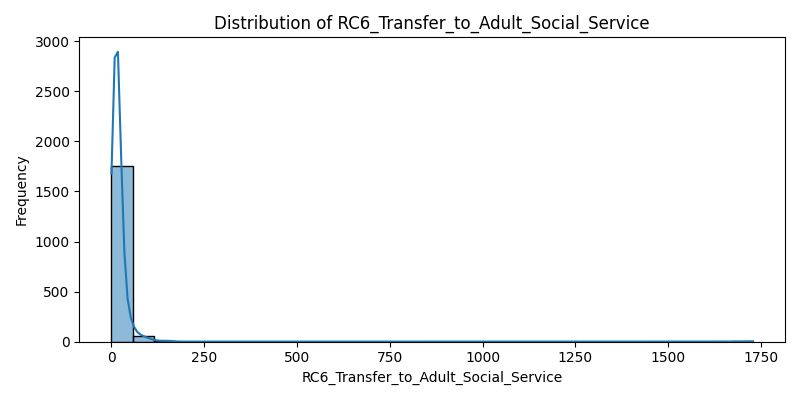 Distribution of RC6_Transfer_to_Adult_Social_Service
3000
2500
2000
1500
1000
500
0
Frequency
0 250 500 750 1000 1250 1500 1750
RC6_Transfer_to_Adult_Social_Service